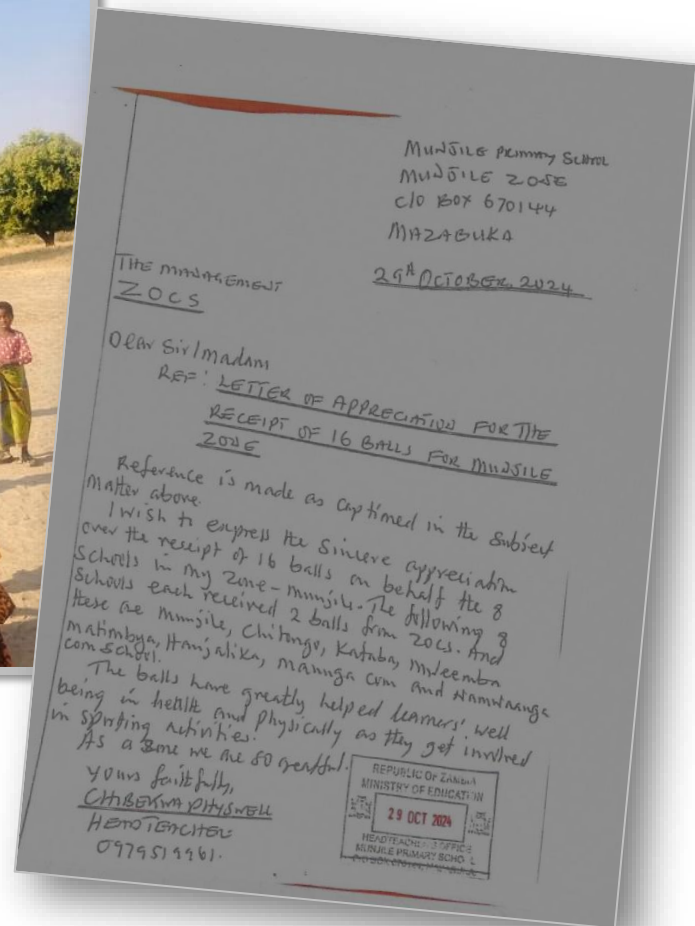 MUNJILE PRIMARY SCHOOL
MUNJILE ZONE
C/O BOX 670144
MAZABUKA
29th OCTOBER, 2024
THE MANAGEMENT
ZOCS
Dear Sir/Madam
REF: LETTER OF APPRECIATION FOR THE
RECEIPT OF 16 BALLS FOR MUNJILE
ZONE
Reference is made as captioned in the subject
matter above.
I wish to express the sincere appreciation
over the receipt of 16 balls on behalf the 8
schools in my zone - Munjile. The following 8
schools each received 2 balls from ZOCS. And
these are Munjile, Chitongo, Kataba, Muleemba
Matimbya, Hanjalika, Mannga com and Namwaanga
com school.
The balls have greatly helped learners' well
being in health and physically as they get involved
in sporting activities.
As a zone we are so greatful.
Yours faithfully,
CHIBEKWA PHYSWELL
HEADTEACHER
0979519961.
REPUBLIC OF ZAMBIA
MINISTRY OF EDUCATION
29 OCT 2024
HEADTEACHER'S OFFICE
MUNJILE PRIMARY SCHOOL